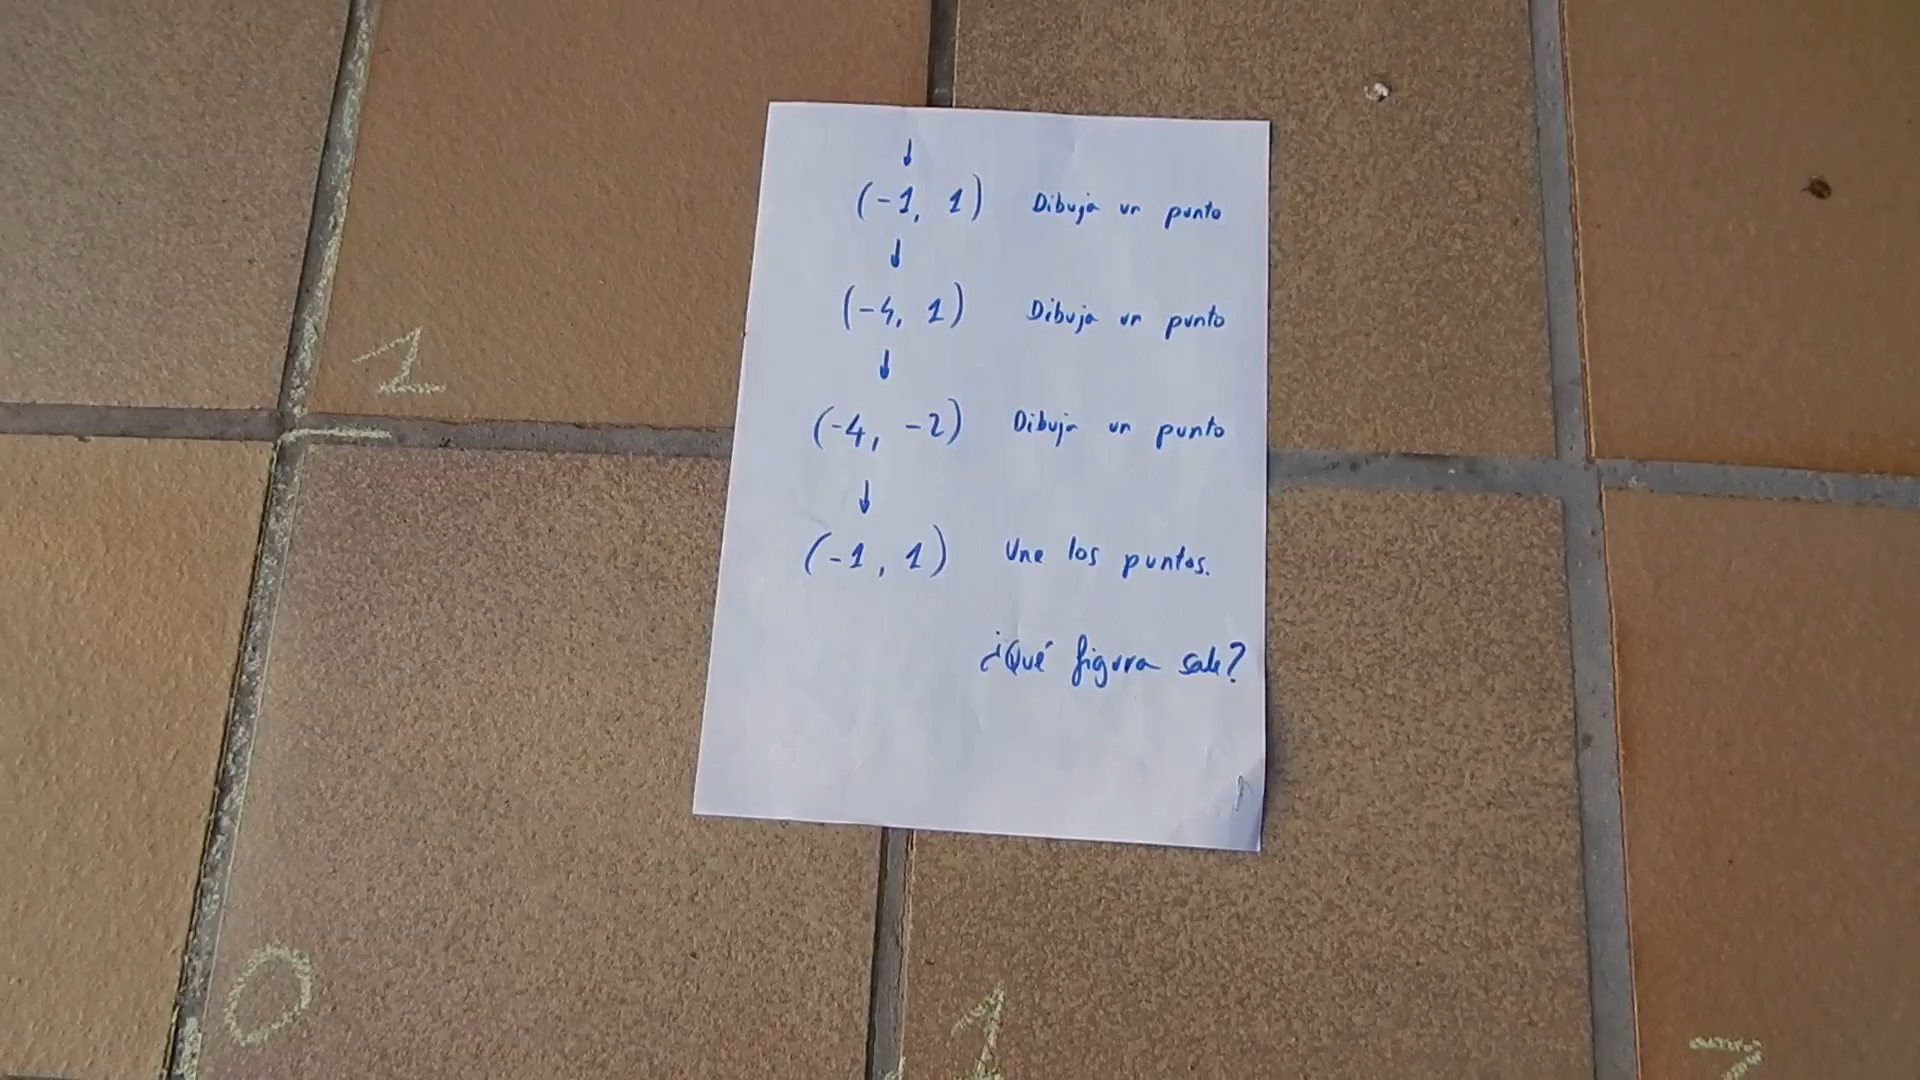 ↓
(-1, 1) Dibuja un punto
↓
(-4, 1) Dibuja un punto
↓
(-4, -2) Dibuja un punto
↓
(-1, 1) Une los puntos.
¿Qué figura sale?
1
0
1